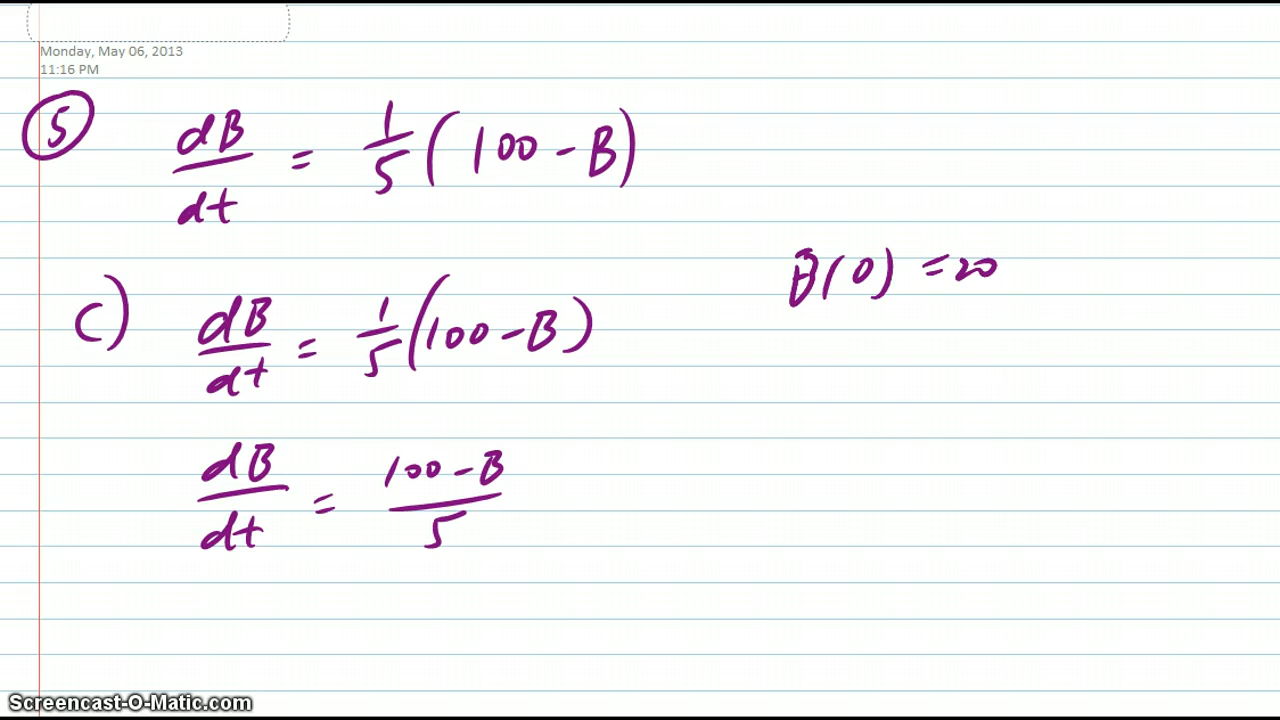 Monday, May 06, 2013
11:16 PM
5 dB/dt = 1/5 (100 - B)
B(0) = 20
c) dB/dt = 1/5 (100 - B)
dB/dt = 100 - B/5
Screencast-O-Matic.com